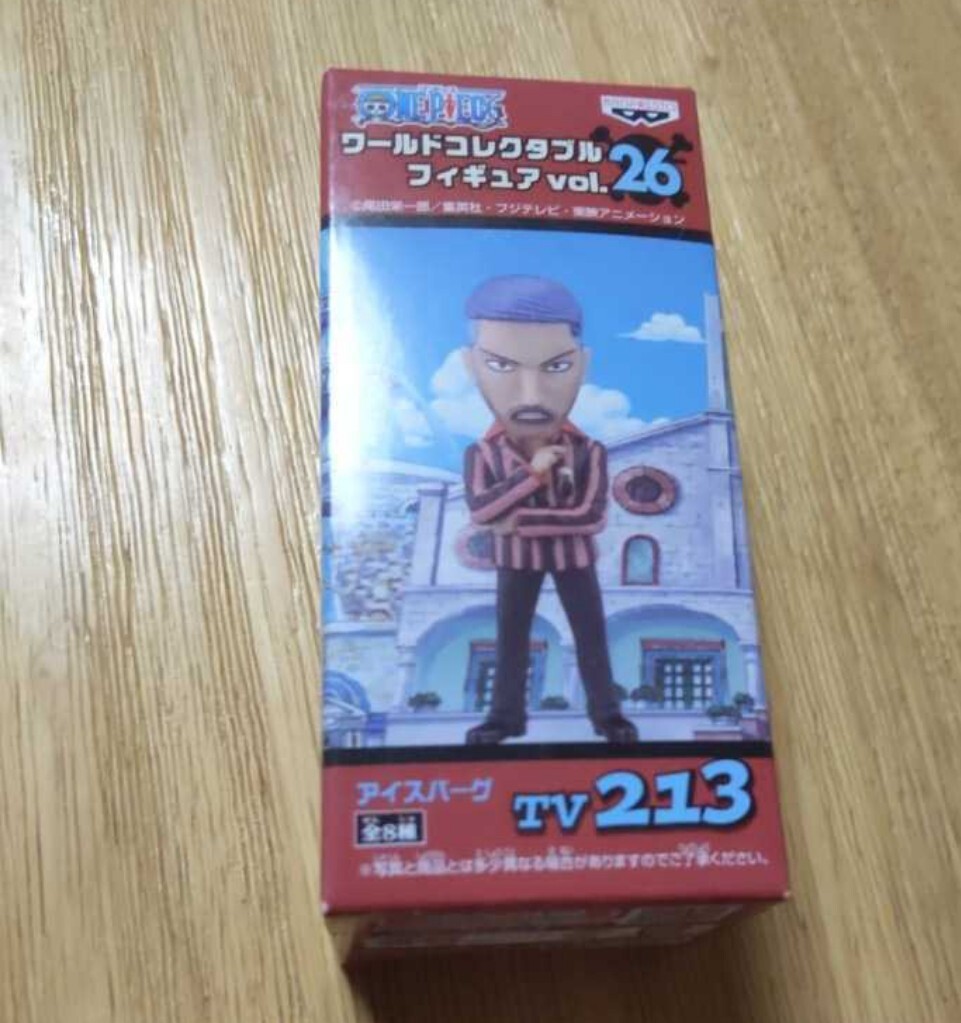 ONE PIECE
BANPRESTO
ワールドコレクタブル
フィギュア vol.26
©尾田栄一郎／集英社・フジテレビ・東映アニメーション
アイスバーグ
全8種
TV 213
※写真と商品とは多少異なる場合がありますのでご了承ください。